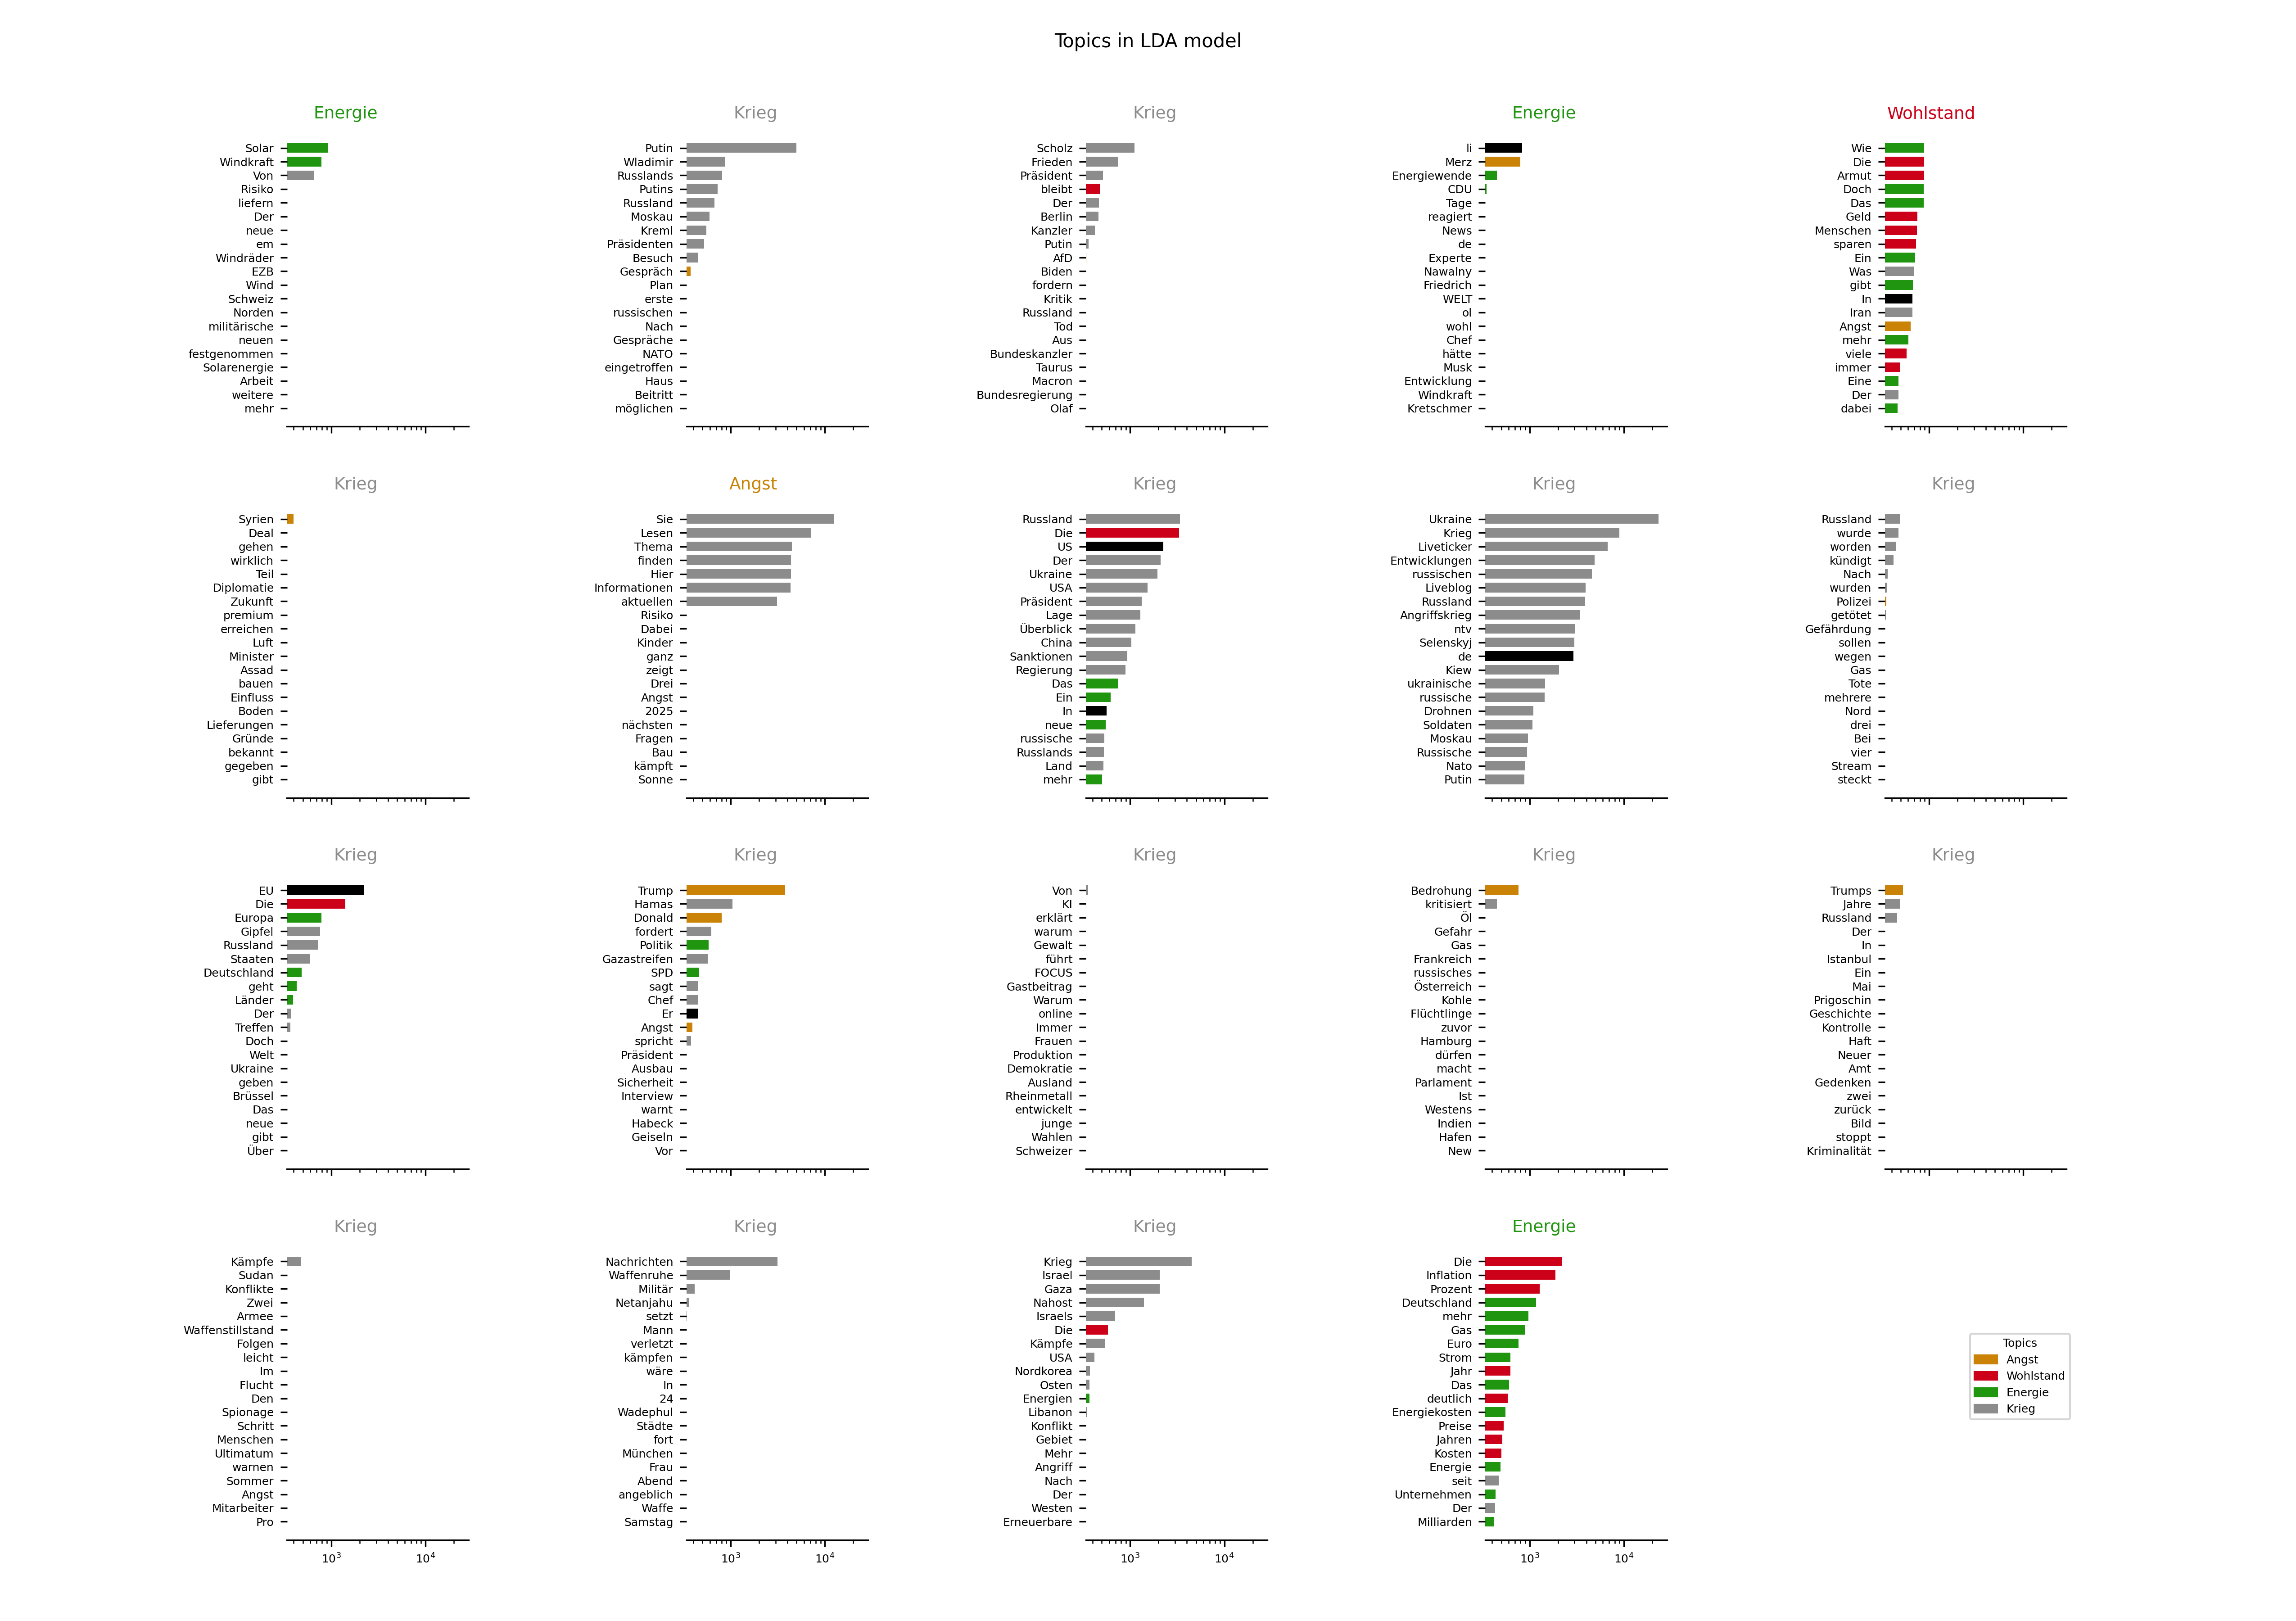 Topics in LDA model
Energie
Solar
Windkraft
Von
Risiko
liefern
Der
neue
em
Windräder
EZB
Wind
Schweiz
Norden
militärische
neuen
festgenommen
Solarenergie
Arbeit
weitere
mehr
Krieg
Putin
Wladimir
Russlands
Putins
Russland
Moskau
Kreml
Präsidenten
Besuch
Gespräch
Plan
erste
russischen
Nach
Gespräche
NATO
eingetroffen
Haus
Beitritt
möglichen
Krieg
Scholz
Frieden
Präsident
bleibt
Der
Berlin
Kanzler
Putin
AfD
Biden
fordern
Kritik
Russland
Tod
Aus
Bundeskanzler
Taurus
Macron
Bundesregierung
Olaf
Energie
li
Merz
Energiewende
CDU
Tage
reagiert
News
de
Experte
Nawalny
Friedrich
WELT
ol
wohl
Chef
hätte
Musk
Entwicklung
Windkraft
Kretschmer
Wohlstand
Wie
Die
Armut
Doch
Das
Geld
Menschen
sparen
Ein
Was
gibt
In
Iran
Angst
mehr
viele
immer
Eine
Der
dabei
Krieg
Syrien
Deal
gehen
wirklich
Teil
Diplomatie
Zukunft
premium
erreichen
Luft
Minister
Assad
bauen
Einfluss
Boden
Lieferungen
Gründe
bekannt
gegeben
gibt
Angst
Sie
Lesen
Thema
finden
Hier
Informationen
aktuellen
Risiko
Dabei
Kinder
ganz
zeigt
Drei
Angst
2025
nächsten
Fragen
Bau
kämpft
Sonne
Krieg
Russland
Die
US
Der
Ukraine
USA
Präsident
Lage
Überblick
China
Sanktionen
Regierung
Das
Ein
In
neue
russische
Russlands
Land
mehr
Krieg
Ukraine
Krieg
Liveticker
Entwicklungen
russischen
Liveblog
Russland
Angriffskrieg
ntv
Selenskyj
de
Kiew
ukrainische
russische
Drohnen
Soldaten
Moskau
Russische
Nato
Putin
Krieg
Russland
wurde
worden
kündigt
Nach
wurden
Polizei
getötet
Gefährdung
sollen
wegen
Gas
Tote
mehrere
Nord
drei
Bei
vier
Stream
steckt
Krieg
EU
Die
Europa
Gipfel
Russland
Staaten
Deutschland
geht
Länder
Der
Treffen
Doch
Welt
Ukraine
geben
Brüssel
Das
neue
gibt
Über
Krieg
Trump
Hamas
Donald
fordert
Politik
Gazastreifen
SPD
sagt
Chef
Er
Angst
spricht
Präsident
Ausbau
Sicherheit
Interview
warnt
Habeck
Geiseln
Vor
Krieg
Von
KI
erklärt
warum
Gewalt
führt
FOCUS
Gastbeitrag
Warum
online
Immer
Frauen
Produktion
Demokratie
Ausland
Rheinmetall
entwickelt
junge
Wahlen
Schweizer
Krieg
Bedrohung
kritisiert
Öl
Gefahr
Gas
Frankreich
russisches
Österreich
Kohle
Flüchtlinge
zuvor
Hamburg
dürfen
macht
Parlament
Ist
Westens
Indien
Hafen
New
Krieg
Trumps
Jahre
Russland
Der
In
Istanbul
Ein
Mai
Prigoschin
Geschichte
Kontrolle
Haft
Neuer
Amt
Gedenken
zwei
zurück
Bild
stoppt
Kriminalität
Krieg
Kämpfe
Sudan
Konflikte
Zwei
Armee
Waffenstillstand
Folgen
leicht
Im
Flucht
Den
Spionage
Schritt
Menschen
Ultimatum
warnen
Sommer
Angst
Mitarbeiter
Pro
10³ 10⁴
Krieg
Nachrichten
Waffenruhe
Militär
Netanjahu
setzt
Mann
verletzt
kämpfen
wäre
In
24
Wadephul
Städte
fort
München
Frau
Abend
angeblich
Waffe
Samstag
10³ 10⁴
Krieg
Krieg
Israel
Gaza
Nahost
Israels
Die
Kämpfe
USA
Nordkorea
Osten
Energien
Libanon
Konflikt
Gebiet
Mehr
Angriff
Nach
Der
Westen
Erneuerbare
10³ 10⁴
Energie
Die
Inflation
Prozent
Deutschland
mehr
Gas
Euro
Strom
Jahr
Das
deutlich
Energiekosten
Preise
Jahren
Kosten
Energie
seit
Unternehmen
Der
Milliarden
10³ 10⁴
Topics
Angst
Wohlstand
Energie
Krieg